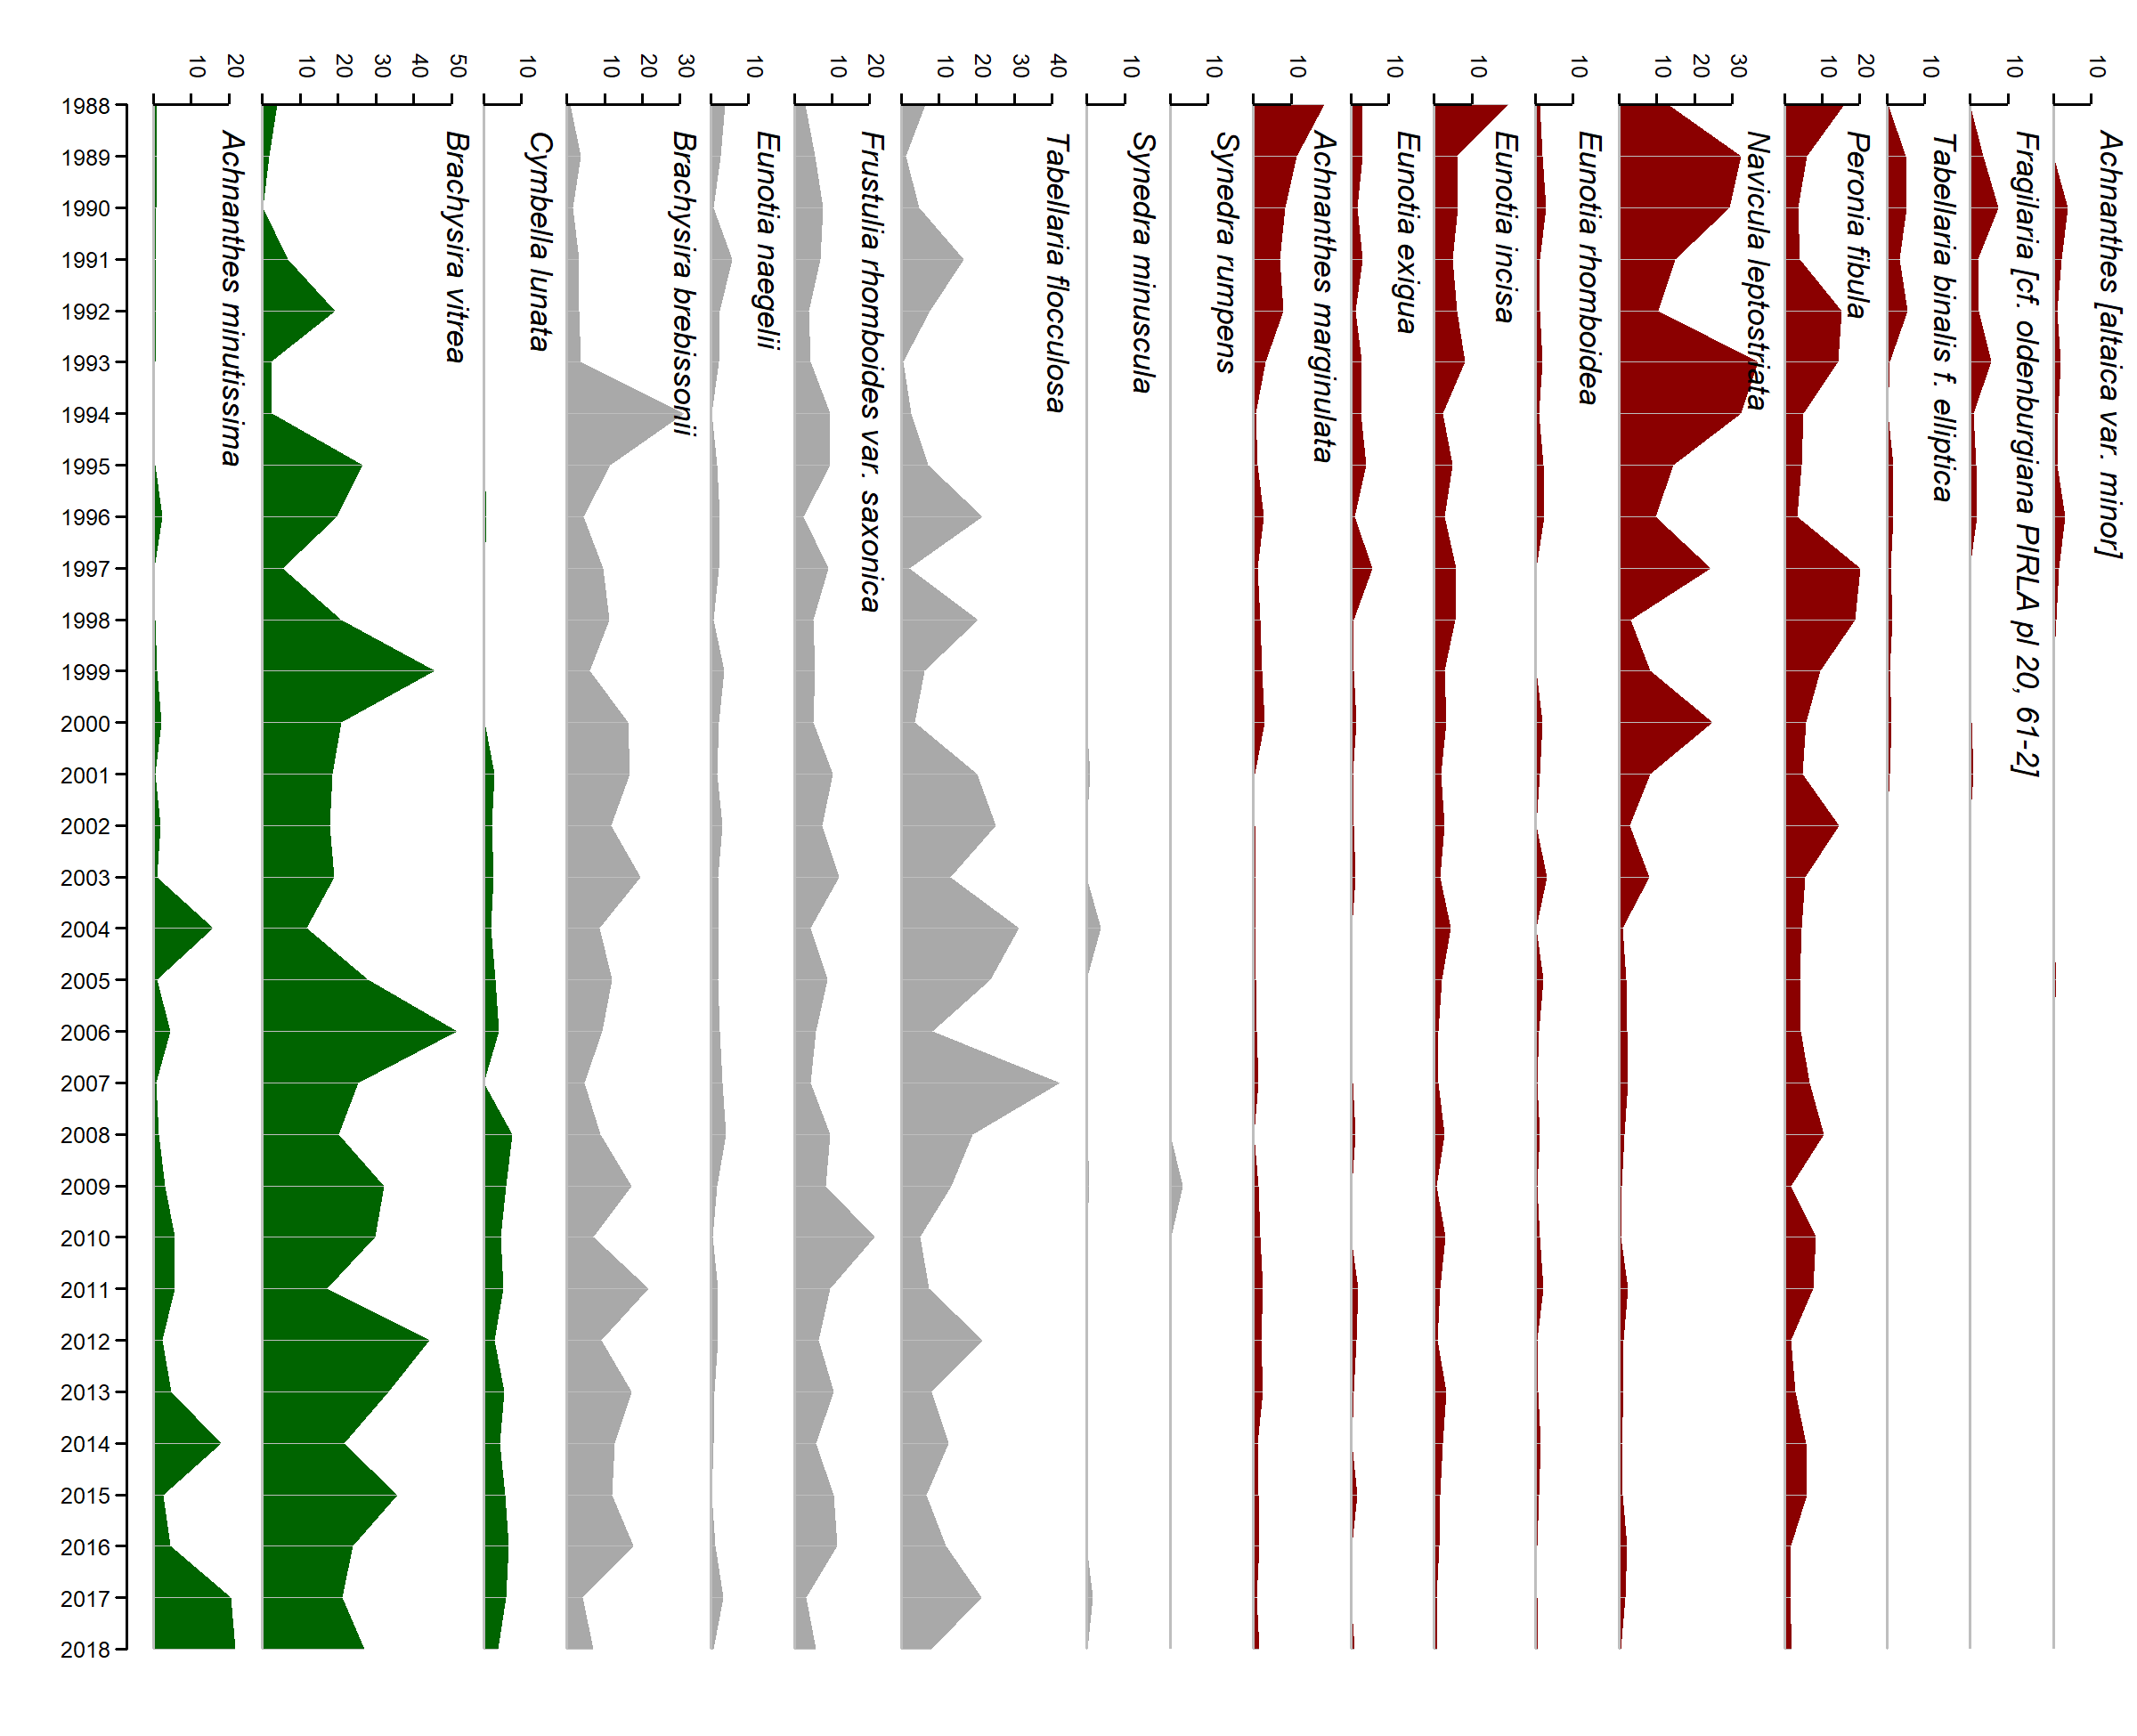 10 20
10 20 30 40 50
10
10 20 30
10
10 20
10 20 30 40
10
10
10
10
10
10
10 20 30
10 20
10
10
10
Achnanthes minutissima
Brachysira vitrea
Cymbella lunata
Brachysira brebissonii
Eunotia naegelii
Frustulia rhomboides var. saxonica
Tabellaria flocculosa
Synedra minuscula
Synedra rumpens
Achnanthes marginulata
Eunotia exigua
Eunotia incisa
Eunotia rhomboidea
Navicula leptostriata
Peronia fibula
Tabellaria binalis f. elliptica
Fragilaria [cf. oldenburgiana PIRLA pl 20, 61-2]
Achnanthes [altaica var. minor]
1988
1989
1990
1991
1992
1993
1994
1995
1996
1997
1998
1999
2000
2001
2002
2003
2004
2005
2006
2007
2008
2009
2010
2011
2012
2013
2014
2015
2016
2017
2018